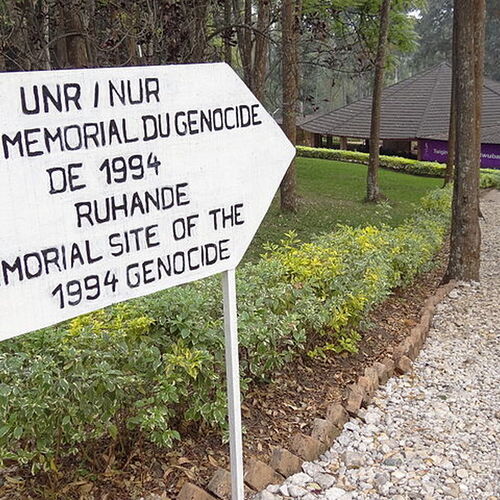 UNR / NUR
MEMORIAL DU GENOCIDE
DE 1994
RUHANDE
MORIAL SITE OF THE
1994 GENOCIDE